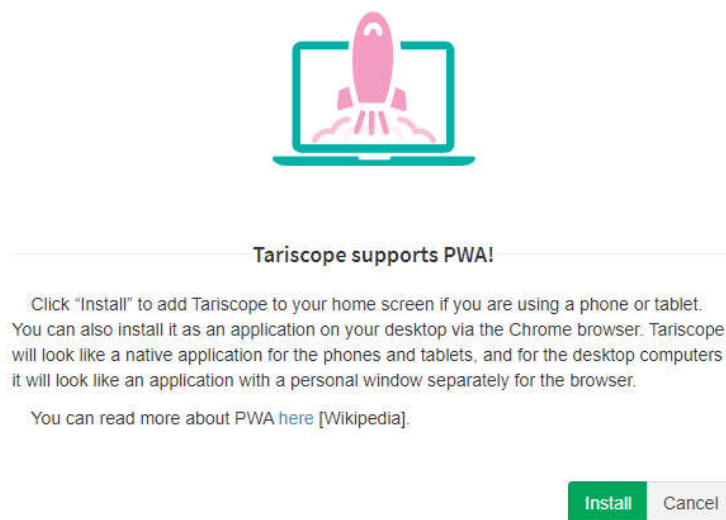 Tariscope supports PWA!
Click “Install” to add Tariscope to your home screen if you are using a phone or tablet.
You can also install it as an application on your desktop via the Chrome browser. Tariscope
will look like a native application for the phones and tablets, and for the desktop computers
it will look like an application with a personal window separately for the browser.
You can read more about PWA here [Wikipedia].
Install Cancel